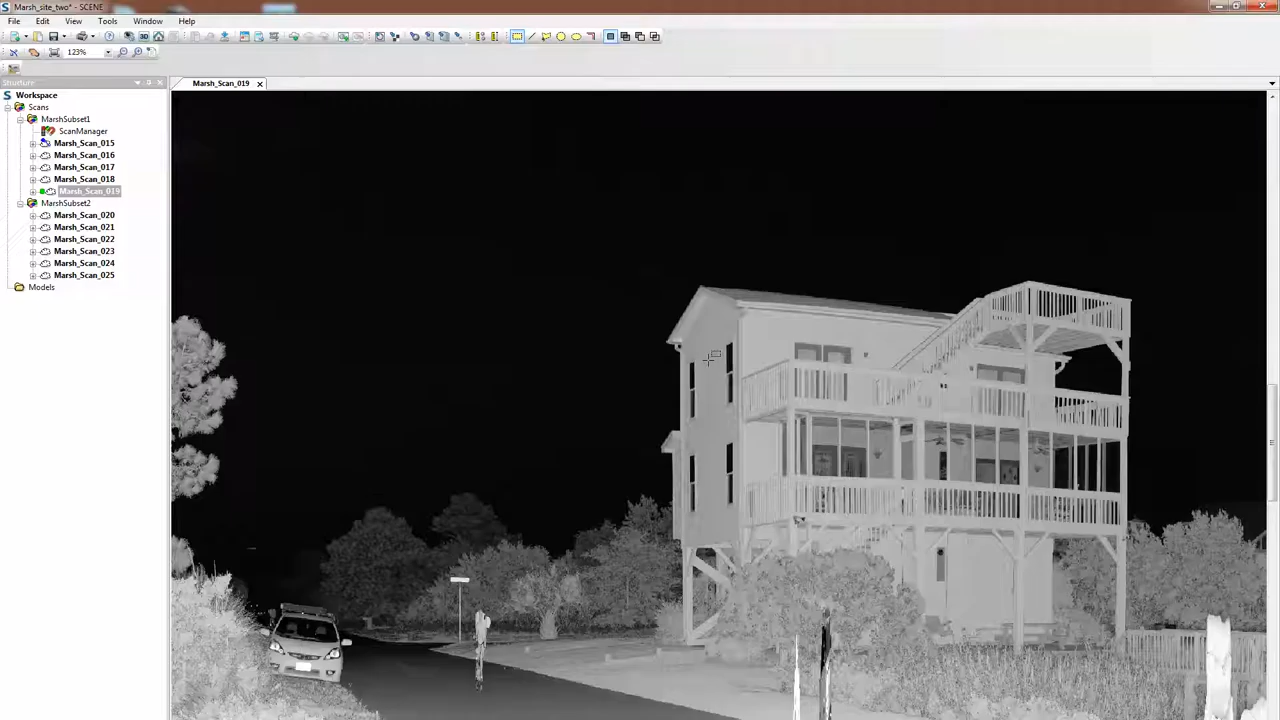 Marsh_site_two* - SCENE
File Edit View Tools Window Help
123%
Structure
Marsh_Scan_019
Workspace
Scans
MarshSubset1
ScanManager
Marsh_Scan_015
Marsh_Scan_016
Marsh_Scan_017
Marsh_Scan_018
Marsh_Scan_019
MarshSubset2
Marsh_Scan_020
Marsh_Scan_021
Marsh_Scan_022
Marsh_Scan_023
Marsh_Scan_024
Marsh_Scan_025
Models